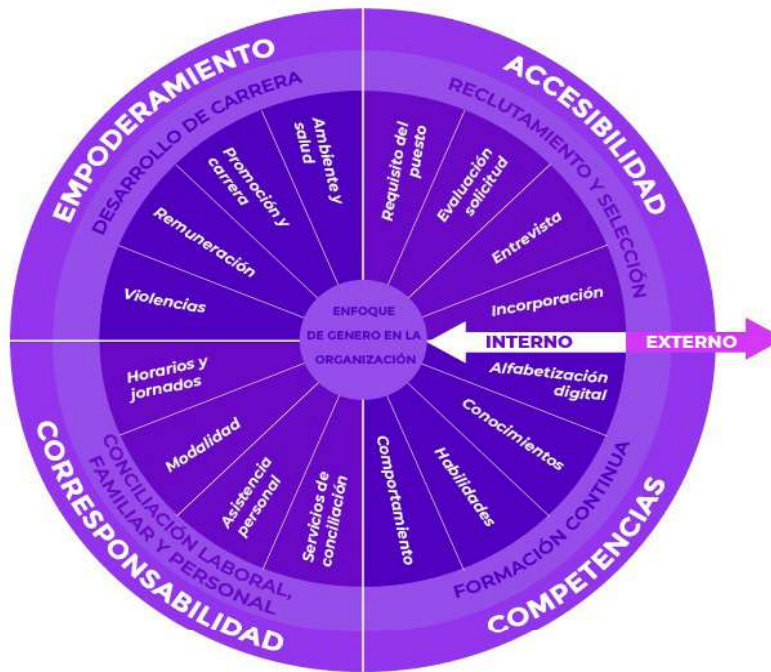 EMPODERAMIENTO
DESARROLLO DE CARRERA
Violencias
Remuneración
Promoción y
carrera
Ambiente y
salud
ACCESIBILIDAD
RECLUTAMIENTO Y SELECCIÓN
Requisito del
puesto
Evaluación
solicitud
Entrevista
Incorporación
ENFOQUE
DE GENERO EN LA
ORGANIZACIÓN
INTERNO
EXTERNO
CORRESPONSABILIDAD
CONCILIACIÓN LABORAL,
FAMILIAR Y PERSONAL
Horarios y
jornados
Modalidad
Asistencia
personal
Servicios de
conciliación
COMPETENCIAS
FORMACIÓN CONTINUA
Comportamiento
Habilidades
Conocimientos
Alfabetización
digital